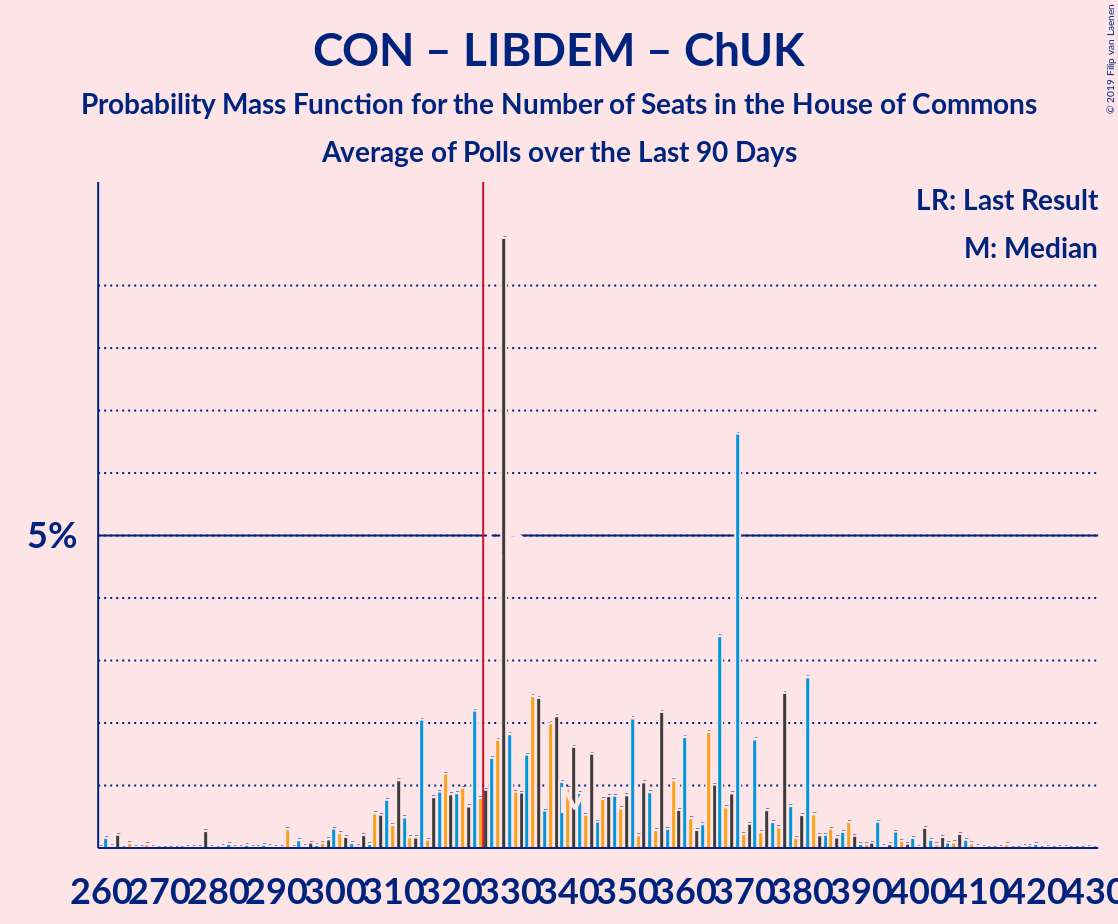 CON – LIBDEM – ChUK
Probability Mass Function for the Number of Seats in the House of Commons
Average of Polls over the Last 90 Days
© 2019 Filip van Laenen
LR: Last Result
M: Median
5%
260 270 280 290 300 310 320 330 340 350 360 370 380 390 400 410 420 430